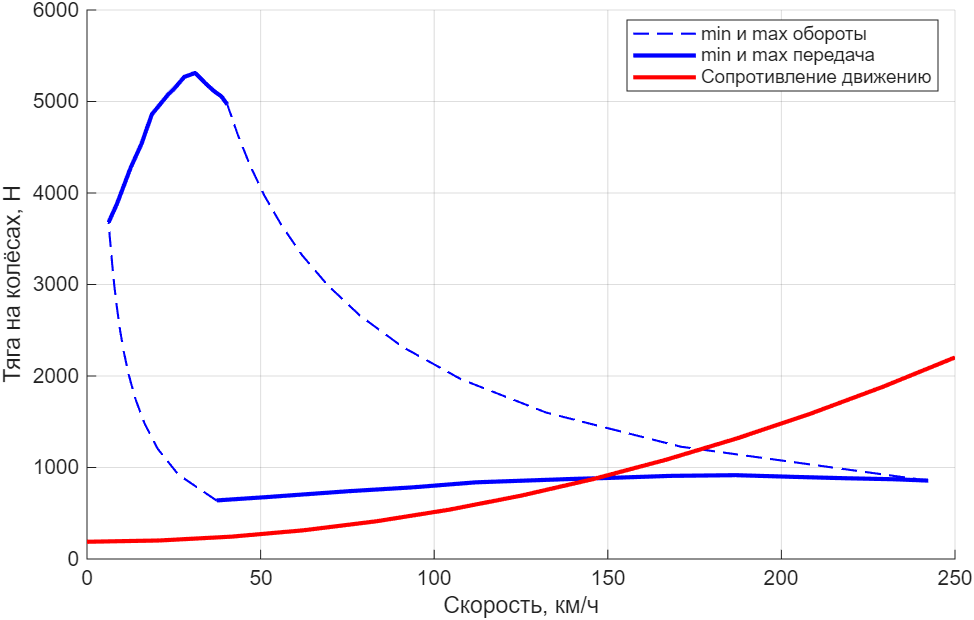 6000
5000
4000
3000
2000
1000
0
0 50 100 150 200 250
Скорость, км/ч
Тяга на колёсах, Н
min и max обороты
min и max передача
Сопротивление движению